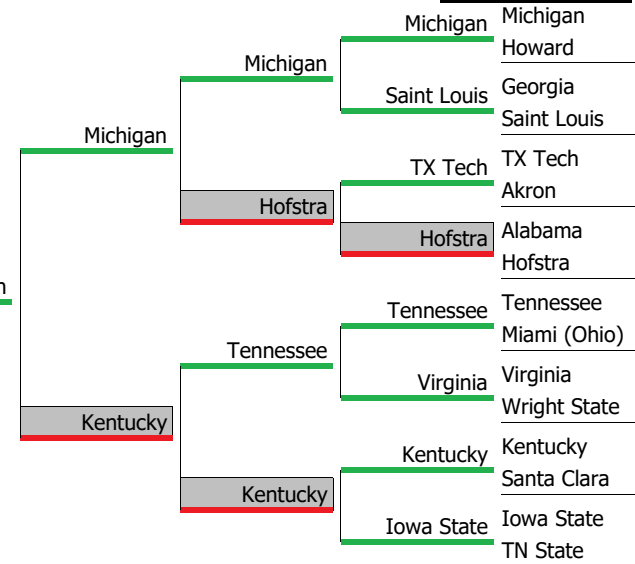 Michigan
Howard
Georgia
Saint Louis
TX Tech
Akron
Alabama
Hofstra
Tennessee
Miami (Ohio)
Virginia
Wright State
Kentucky
Santa Clara
Iowa State
TN State
Michigan
Saint Louis
TX Tech
Hofstra
Tennessee
Virginia
Kentucky
Iowa State
Michigan
Hofstra
Tennessee
Kentucky
Michigan
Kentucky